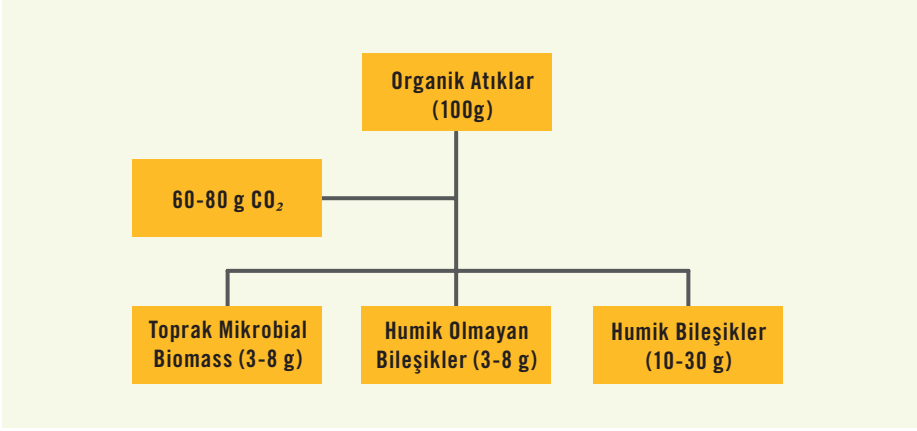 Organik Atıklar
(100g)
60-80 g CO₂
Toprak Mikrobial
Biomass (3-8 g)
Humik Olmayan
Bileşikler (3-8 g)
Humik Bileşikler
(10-30 g)